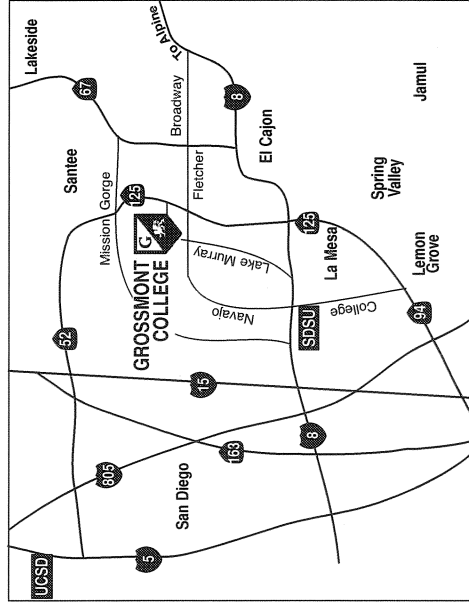 Lakeside
To Alpine
67
Santee
Broadway
8
Mission Gorge
125
Fletcher
El Cajon
Jamul
G
GROSSMONT
COLLEGE
52
Lake Murray
125
Spring
Valley
La Mesa
Navajo
College
Lemon
Grove
SDSU
94
15
8
163
805
San Diego
UCSD
5